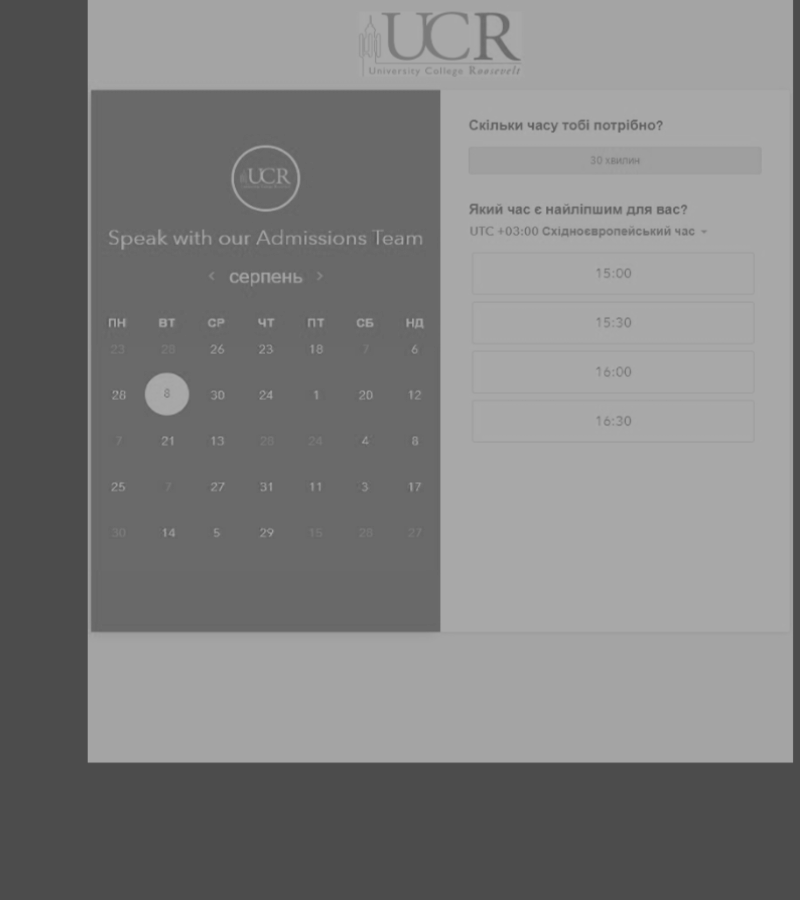 UCR
University College Roosevelt
UCR
Speak with our Admissions Team
< серпень >
ПН ВТ СР ЧТ ПТ СБ НД
23 28 26 23 18 7 6
28 8 30 24 1 20 12
7 21 13 28 24 4 8
25 7 27 31 11 3 17
30 14 5 29 15 28 27
Скільки часу тобі потрібно?
30 хвилин
Який час є найліпшим для вас?
UTC +03:00 Східноєвропейський час
15:00
15:30
16:00
16:30